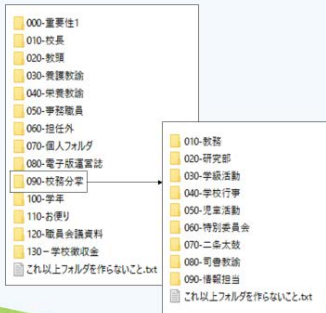 000-重要性1
010-校長
020-教頭
030-養護教諭
040-栄養教諭
050-事務職員
060-担任外
070-個人フォルダ
080-電子版運営誌
090-校務分掌
100-学年
110-お便り
120-職員会議資料
130-学校徴収金
これ以上フォルダを作らないこと.txt
010-教務
020-研究部
030-学級活動
040-学校行事
050-児童活動
060-特別委員会
070-二条太鼓
080-司書教諭
090-情報担当
これ以上フォルダを作らないこと.txt